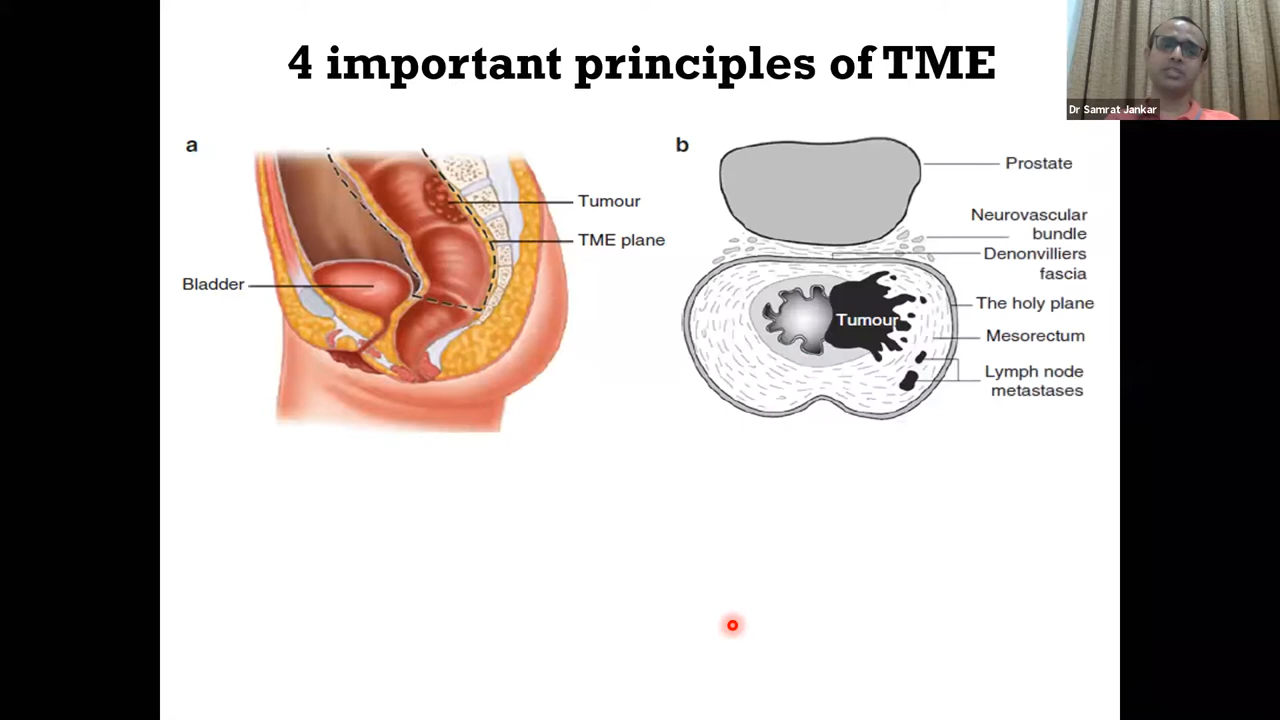 4 important principles of TME
Dr Samrat Jankar
a
Tumour
TME plane
Bladder
b
Prostate
Neurovascular
bundle
Denonvilliers
fascia
The holy plane
Tumour
Mesorectum
Lymph node
metastases